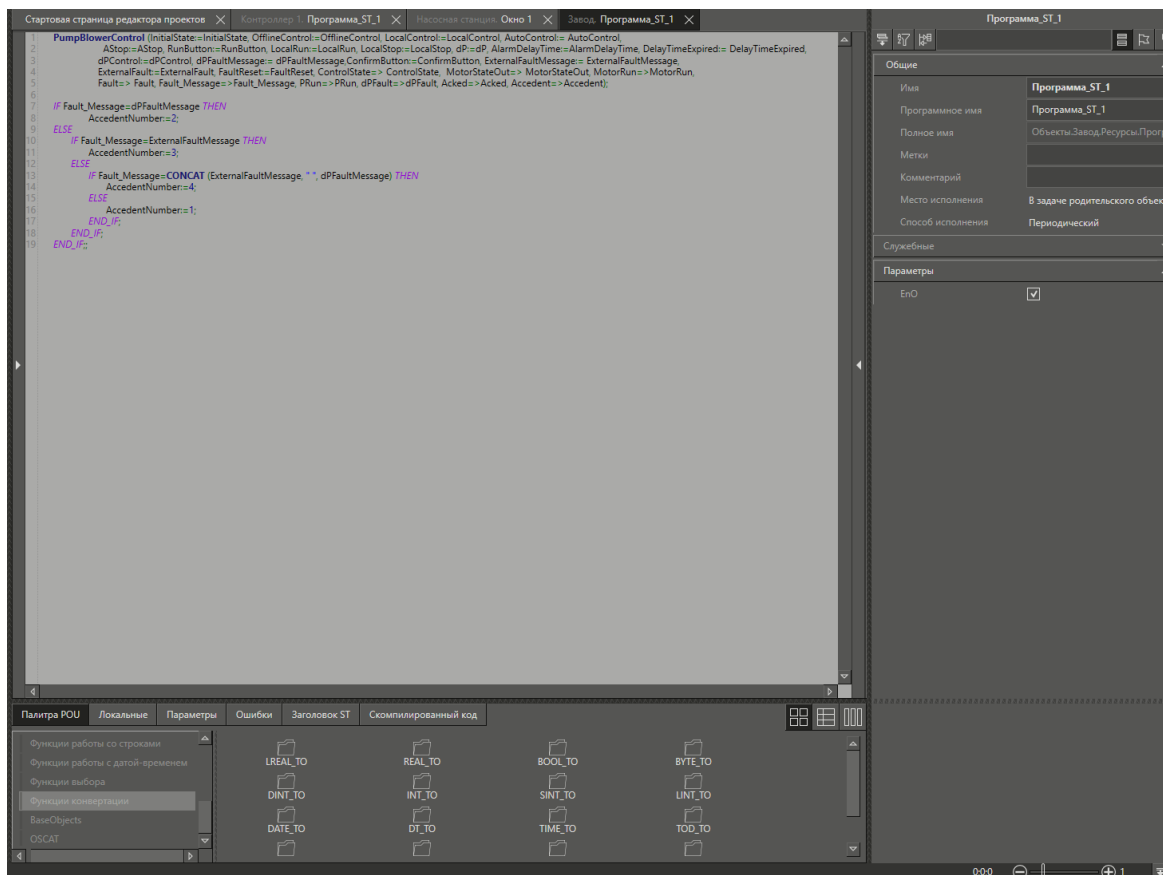 Стартовая страница редактора проектов
Контроллер 1. Программа_ST_1
Насосная станция. Окно 1
Завод. Программа_ST_1
Программа_ST_1
1 PumpBlowerControl (InitialState:=InitialState, OfflineControl:=OfflineControl, LocalControl:=LocalControl, AutoControl:= AutoControl,
2 AStop:=AStop, RunButton:=RunButton, LocalRun:=LocalRun, LocalStop:=LocalStop, dP:=dP, AlarmDelayTime:=AlarmDelayTime, DelayTimeExpired:= DelayTimeExpired,
3 dPControl:=dPControl, dPFaultMessage:= dPFaultMessage,ConfirmButton:=ConfirmButton, ExternalFaultMessage:= ExternalFaultMessage,
4 ExternalFault:=ExternalFault, FaultReset:=FaultReset, ControlState=> ControlState, MotorStateOut=> MotorStateOut, MotorRun=>MotorRun,
5 Fault=> Fault, Fault_Message=>Fault_Message, PRun=>PRun, dPFault=>dPFault, Acked=>Acked, Accedent=>Accedent);
6
7 IF Fault_Message=dPFaultMessage THEN
8 AccedentNumber:=2;
9 ELSE
10 IF Fault_Message=ExternalFaultMessage THEN
11 AccedentNumber:=3;
12 ELSE
13 IF Fault_Message=CONCAT (ExternalFaultMessage, " ", dPFaultMessage) THEN
14 AccedentNumber:=4;
15 ELSE
16 AccedentNumber:=1;
17 END_IF;
18 END_IF;
19 END_IF;;
Общие
Имя Программа_ST_1
Программное имя Программа_ST_1
Полное имя Объекты.Завод.Ресурсы.Прогр
Метки
Комментарий
Место исполнения В задаче родительского объек
Способ исполнения Периодический
Служебные
Параметры
EnO
Палитра POU Локальные Параметры Ошибки Заголовок ST Скомпилированный код
Функции работы со строками
Функции работы с датой-временем
Функции выбора
Функции конвертации
BaseObjects
OSCAT
LREAL_TO REAL_TO BOOL_TO BYTE_TO
DINT_TO INT_TO SINT_TO LINT_TO
DATE_TO DT_TO TIME_TO TOD_TO
0:0:0 1